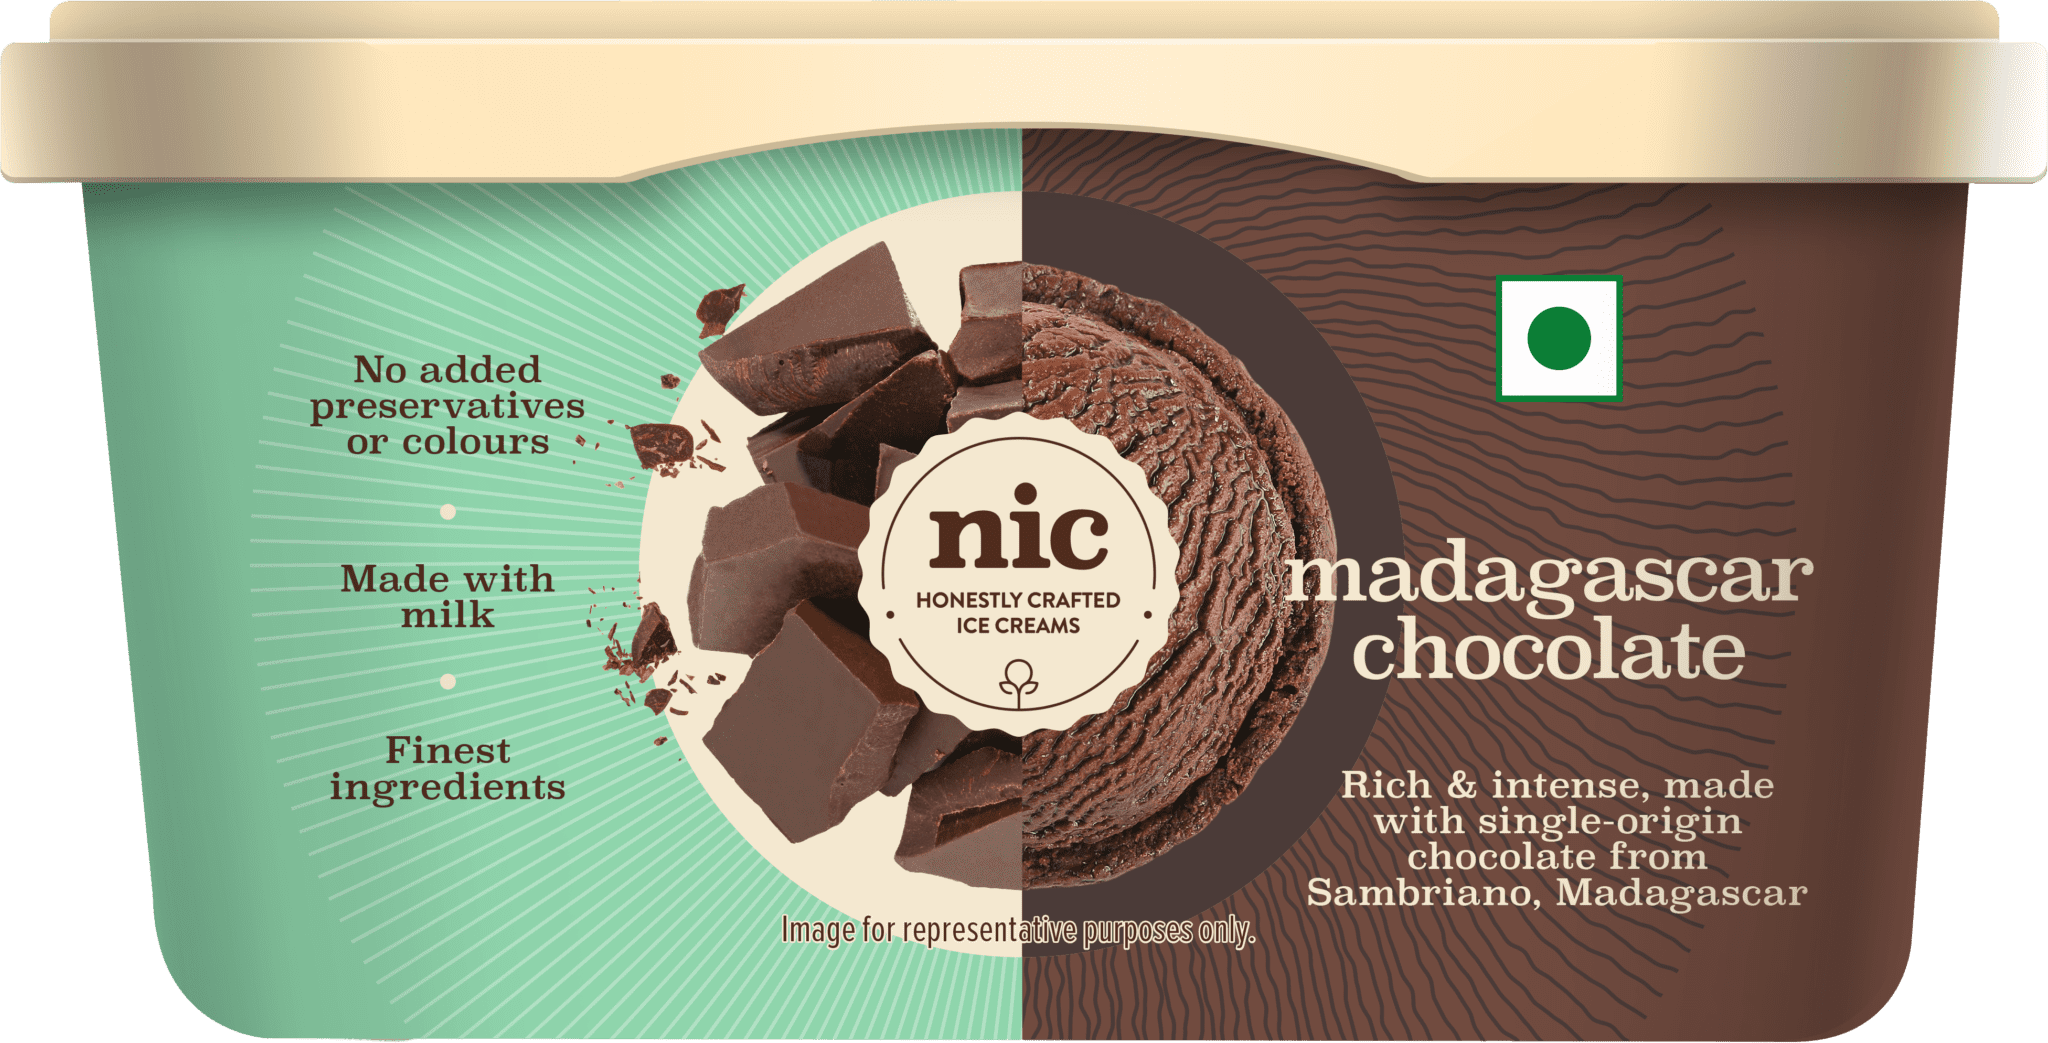 No added
preservatives
or colours
Made with
milk
Finest
ingredients
nic
HONESTLY CRAFTED
ICE CREAMS
madagascar
chocolate
Rich & intense, made
with single-origin
chocolate from
Sambriano, Madagascar
Image for representative purposes only.